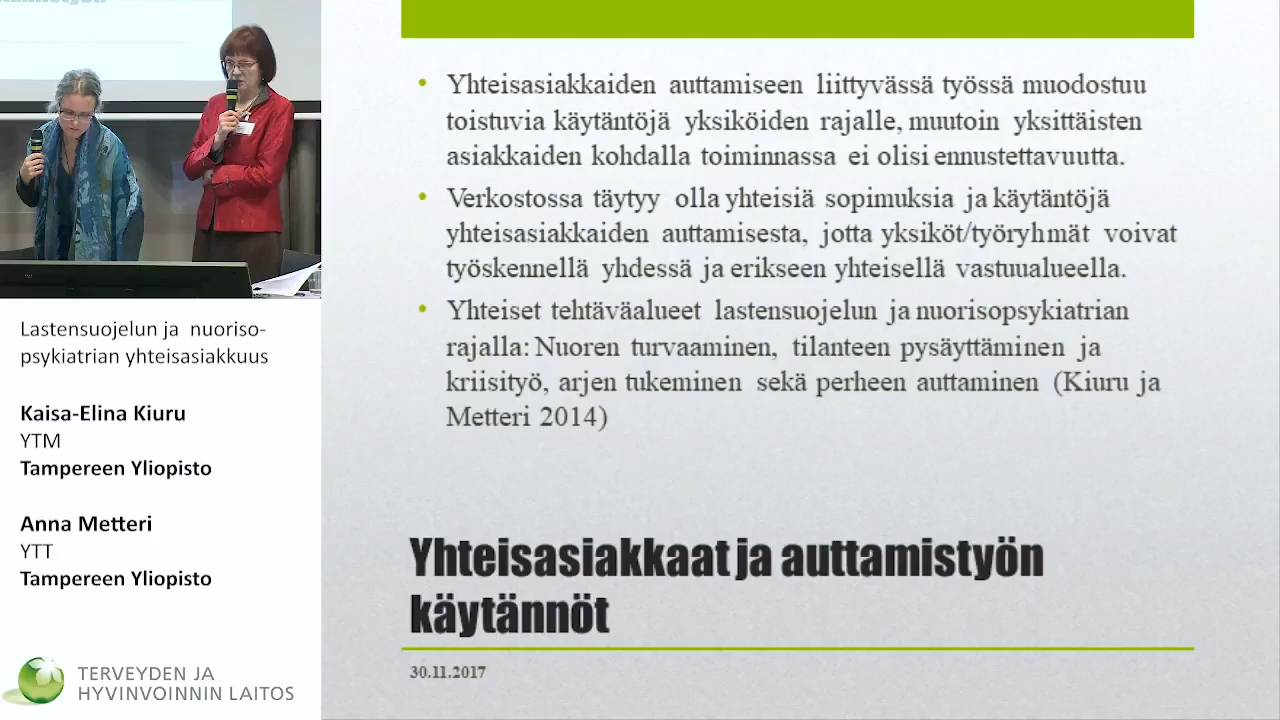 Lastensuojelun ja nuoriso-
psykiatrian yhteisasiakkuus
Kaisa-Elina Kiuru
YTM
Tampereen Yliopisto
Anna Metteri
YTT
Tampereen Yliopisto
TERVEYDEN JA
HYVINVOINNIN LAITOS
• Yhteisasiakkaiden auttamiseen liittyvässä työssä muodostuu
toistuvia käytäntöjä yksiköiden rajalle, muutoin yksittäisten
asiakkaiden kohdalla toiminnassa ei olisi ennustettavuutta.
• Verkostossa täytyy olla yhteisiä sopimuksia ja käytäntöjä
yhteisasiakkaiden auttamisesta, jotta yksiköt/työryhmät voivat
työskennellä yhdessä ja erikseen yhteisellä vastuualueella.
• Yhteiset tehtäväalueet lastensuojelun ja nuorisopsykiatrian
rajalla: Nuoren turvaaminen, tilanteen pysäyttäminen ja
kriisityö, arjen tukeminen sekä perheen auttaminen (Kiuru ja
Metteri 2014)
Yhteisasiakkaat ja auttamistyön
käytännöt
30.11.2017